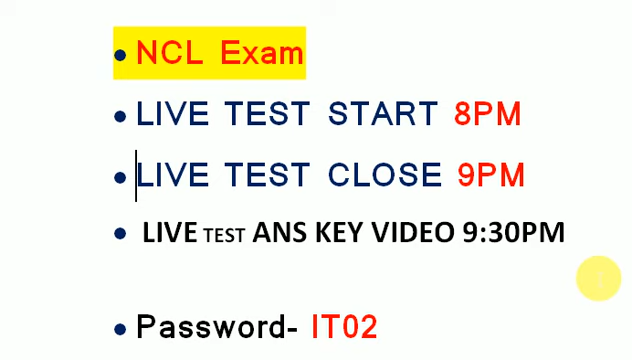 NCL Exam
LIVE TEST START 8PM
LIVE TEST CLOSE 9PM
LIVE TEST ANS KEY VIDEO 9:30PM
Password- IT02